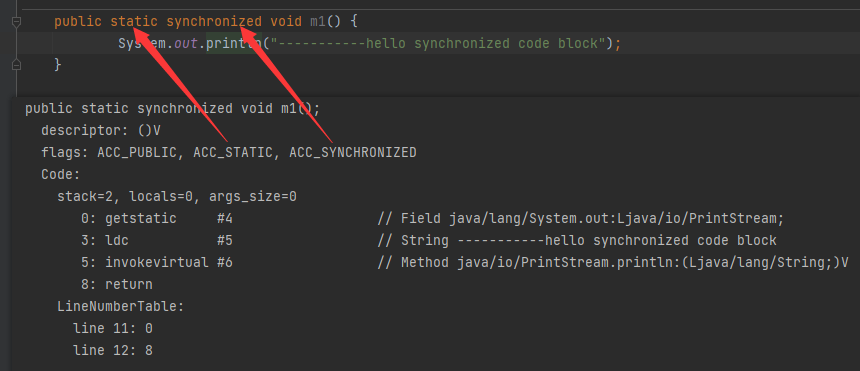 public static synchronized void m1() {
System.out.println("-----------hello synchronized code block");
}
public static synchronized void m1();
descriptor: ()V
flags: ACC_PUBLIC, ACC_STATIC, ACC_SYNCHRONIZED
Code:
stack=2, locals=0, args_size=0
0: getstatic #4 // Field java/lang/System.out:Ljava/io/PrintStream;
3: ldc #5 // String -----------hello synchronized code block
5: invokevirtual #6 // Method java/io/PrintStream.println:(Ljava/lang/String;)V
8: return
LineNumberTable:
line 11: 0
line 12: 8